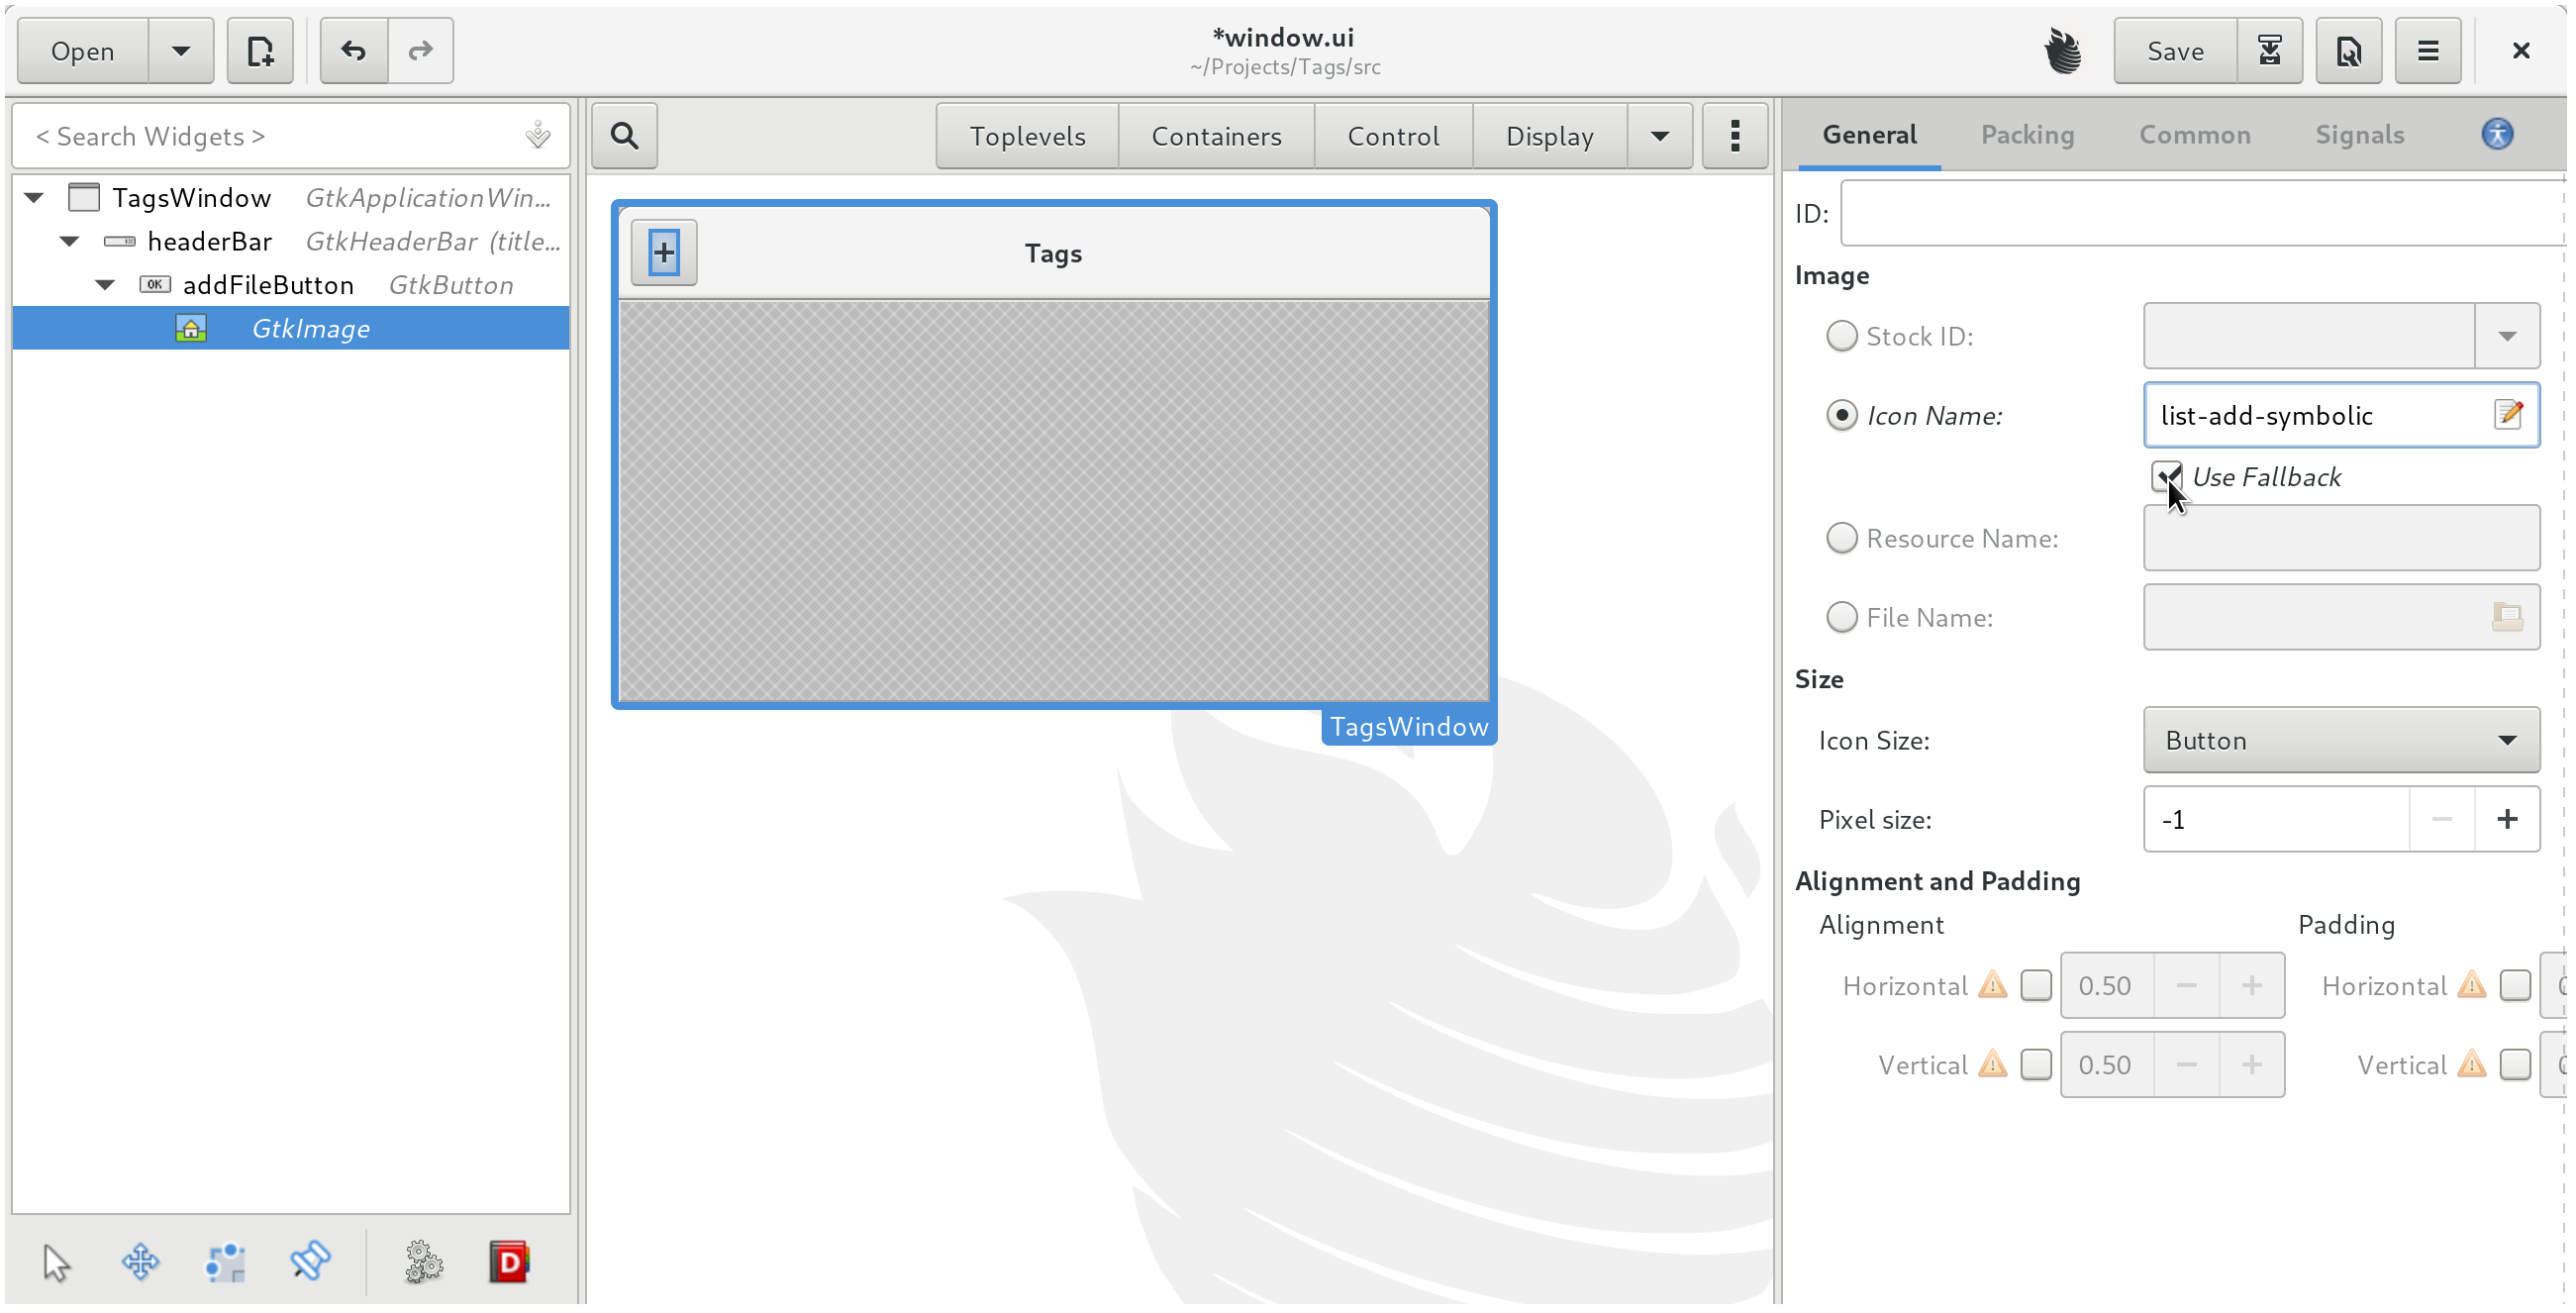 Open
*window.ui
~/Projects/Tags/src
Save
< Search Widgets >
TagsWindow GtkApplicationWin...
headerBar GtkHeaderBar (title...
OK addFileButton GtkButton
GtkImage
Toplevels Containers Control Display
Tags
TagsWindow
General Packing Common Signals
ID:
Image
Stock ID:
Icon Name: list-add-symbolic
Use Fallback
Resource Name:
File Name:
Size
Icon Size: Button
Pixel size: -1
Alignment and Padding
Alignment Padding
Horizontal 0.50 Horizontal
Vertical 0.50 Vertical
D